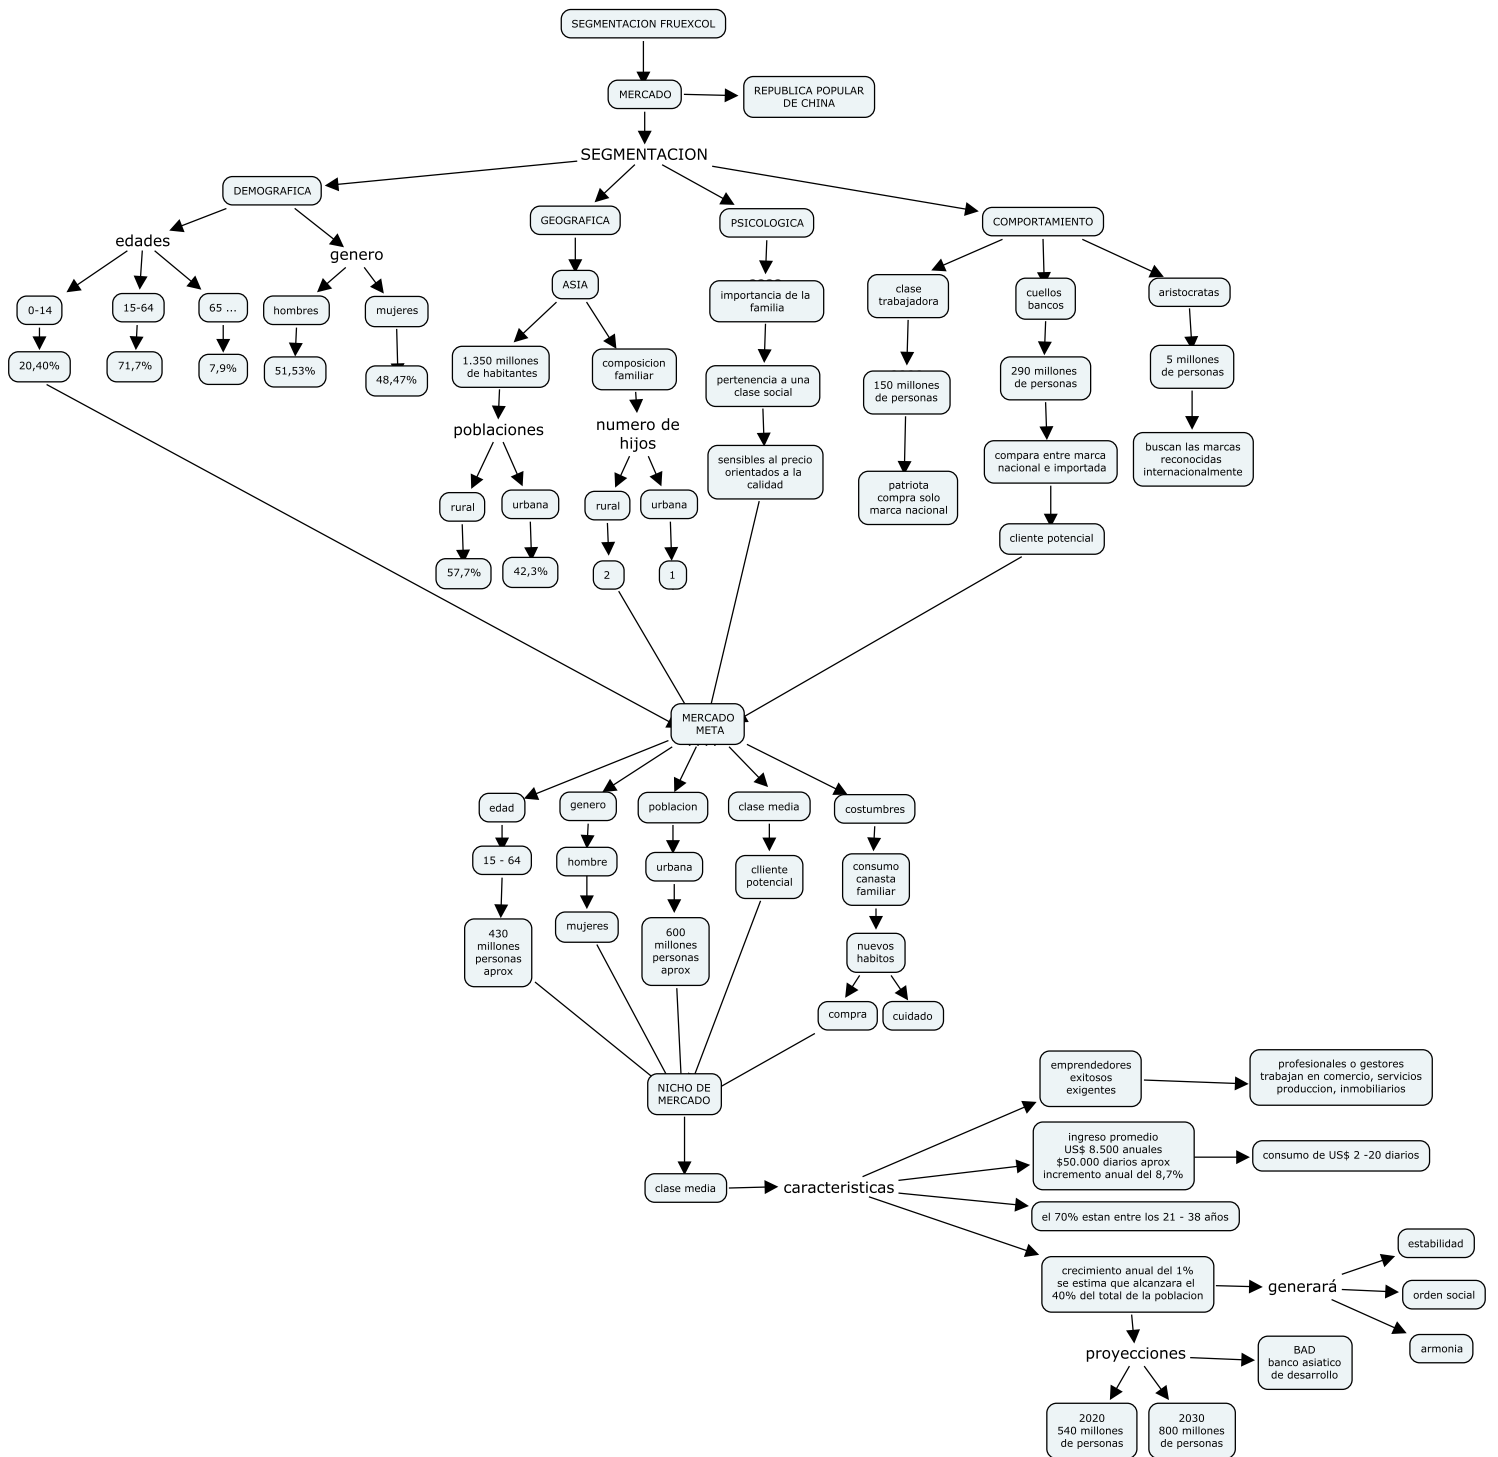 SEGMENTACION FRUEXCOL
MERCADO
REPUBLICA POPULAR
DE CHINA
SEGMENTACION
DEMOGRAFICA
GEOGRAFICA
PSICOLOGICA
COMPORTAMIENTO
edades
genero
0-14
15-64
65 ...
hombres
mujeres
20,40%
71,7%
7,9%
51,53%
48,47%
ASIA
1.350 millones
de habitantes
composicion
familiar
poblaciones
numero de
hijos
rural
urbana
rural
urbana
57,7%
42,3%
2
1
importancia de la
familia
pertenencia a una
clase social
sensibles al precio
orientados a la
calidad
clase
trabajadora
cuellos
bancos
aristocratas
150 millones
de personas
290 millones
de personas
5 millones
de personas
patriota
compra solo
marca nacional
compara entre marca
nacional e importada
buscan las marcas
reconocidas
internacionalmente
cliente potencial
MERCADO
META
edad
genero
poblacion
clase media
costumbres
15 - 64
hombre
urbana
clliente
potencial
consumo
canasta
familiar
430
millones
personas
aprox
mujeres
600
millones
personas
aprox
nuevos
habitos
compra
cuidado
NICHO DE
MERCADO
clase media
caracteristicas
emprendedores
exitosos
exigentes
profesionales o gestores
trabajan en comercio, servicios
produccion, inmobiliarios
ingreso promedio
US$ 8.500 anuales
$50.000 diarios aprox
incremento anual del 8,7%
consumo de US$ 2 -20 diarios
el 70% estan entre los 21 - 38 años
crecimiento anual del 1%
se estima que alcanzara el
40% del total de la poblacion
generará
estabilidad
orden social
armonia
proyecciones
BAD
banco asiatico
de desarrollo
2020
540 millones
de personas
2030
800 millones
de personas